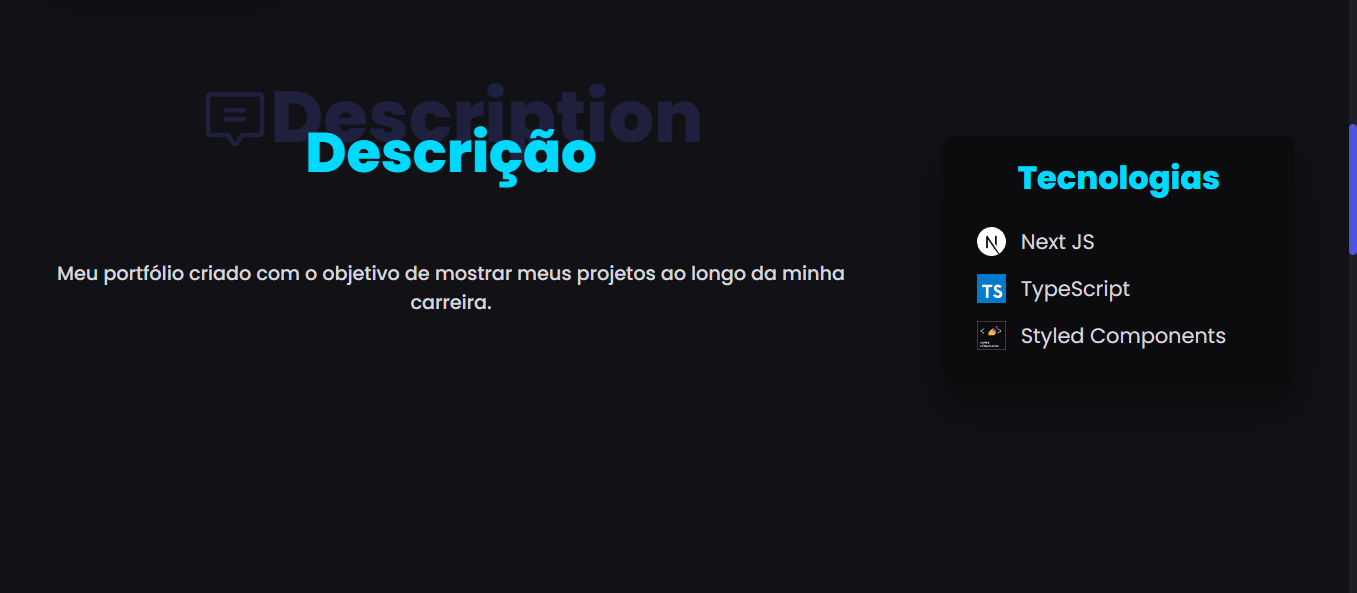 Description
Descrição
Meu portfólio criado com o objetivo de mostrar meus projetos ao longo da minha
carreira.
Tecnologias
N Next JS
TS TypeScript
Styled Components